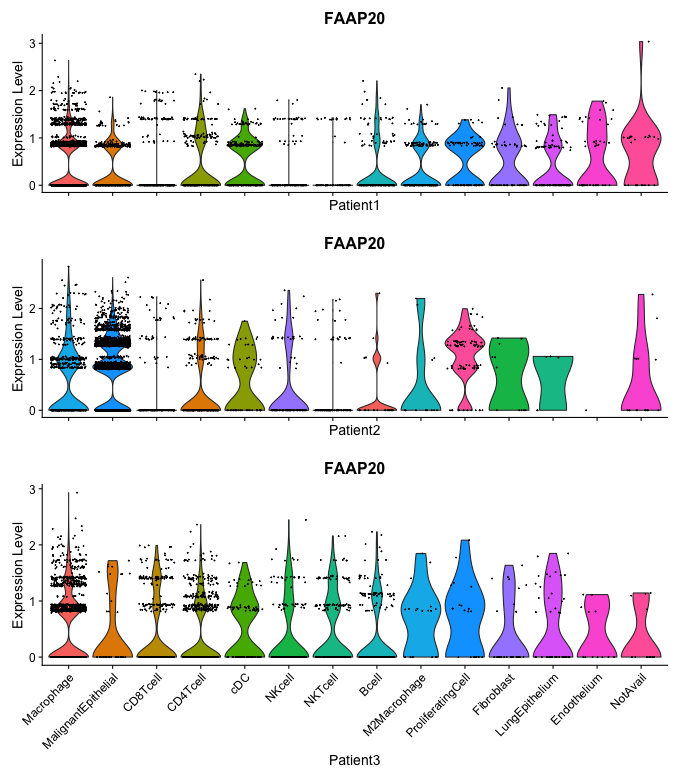 FAAP20
Expression Level
3
2
1
0
Patient1
FAAP20
Expression Level
2
1
0
Patient2
FAAP20
Expression Level
3
2
1
0
Macrophage
MalignantEpithelial
CD8Tcell
CD4Tcell
cDC
NKcell
NKTcell
Bcell
M2Macrophage
ProliferatingCell
Fibroblast
LungEpithelium
Endothelium
NotAvail
Patient3